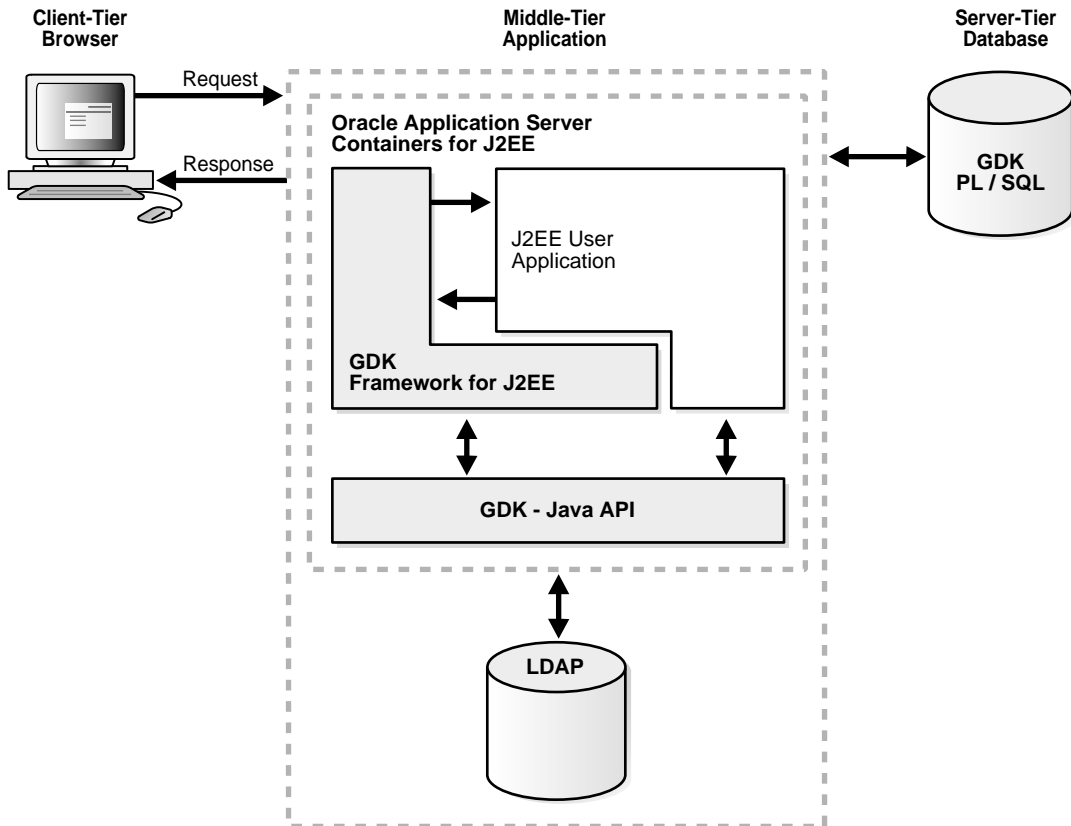 Client-Tier
Browser
Middle-Tier
Application
Server-Tier
Database
Request
Response
Oracle Application Server
Containers for J2EE
J2EE User
Application
GDK
Framework for J2EE
GDK - Java API
LDAP
GDK
PL / SQL